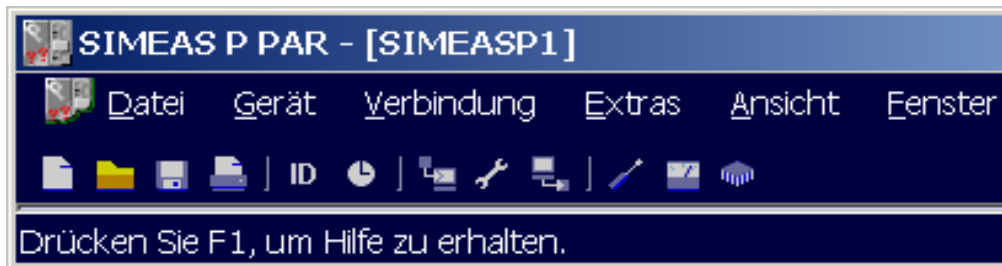 SIMEAS P PAR - [SIMEASP1]
Datei Gerät Verbindung Extras Ansicht Fenster
ID
Drücken Sie F1, um Hilfe zu erhalten.